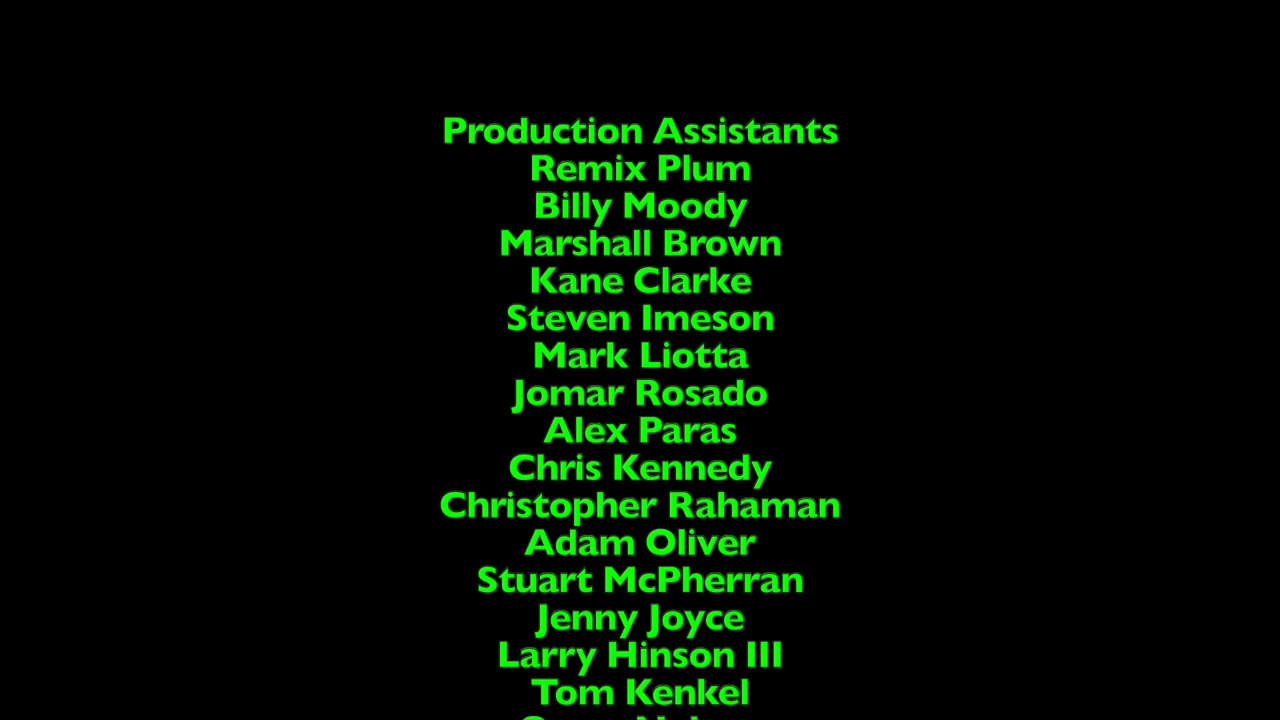 Production Assistants
Remix Plum
Billy Moody
Marshall Brown
Kane Clarke
Steven Imeson
Mark Liotta
Jomar Rosado
Alex Paras
Chris Kennedy
Christopher Rahaman
Adam Oliver
Stuart McPherran
Jenny Joyce
Larry Hinson III
Tom Kenkel